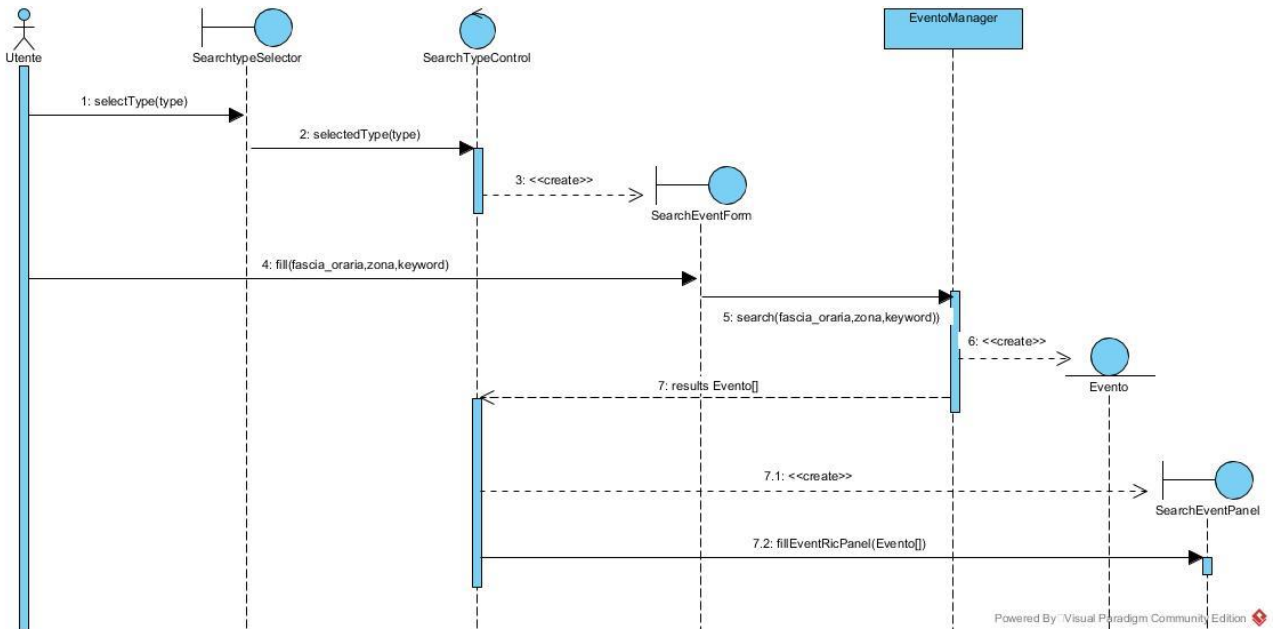 EventoManager
Utente
SearchtypeSelector
SearchTypeControl
1: selectType(type)
2: selectedType(type)
3: <<create>>
SearchEventForm
4: fill(fascia_oraria,zona,keyword)
5: search(fascia_oraria,zona,keyword))
6: <<create>>
7: results Evento[]
Evento
7.1: <<create>>
SearchEventPanel
7.2: fillEventRicPanel(Evento[])
Powered By Visual Paradigm Community Edition